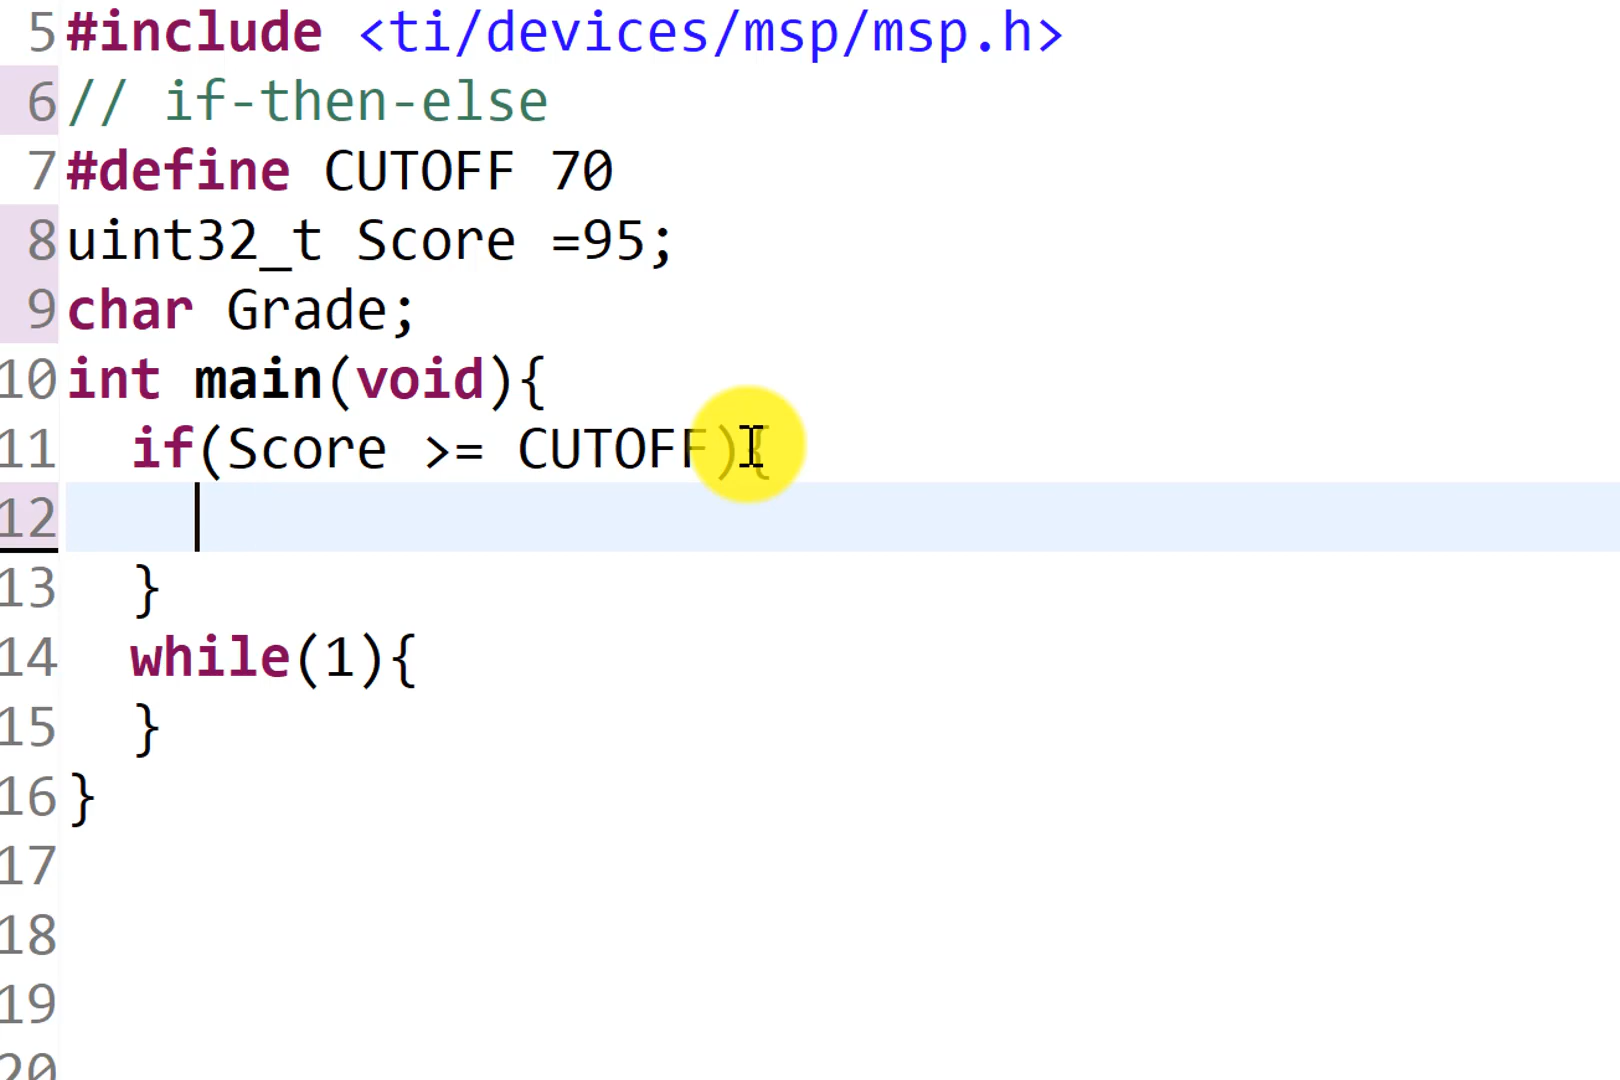 5 #include <ti/devices/msp/msp.h>
6 // if-then-else
7 #define CUTOFF 70
8 uint32_t Score =95;
9 char Grade;
10 int main(void){
11   if(Score >= CUTOFF){
12
13   }
14   while(1){
15   }
16 }
17
18
19
20